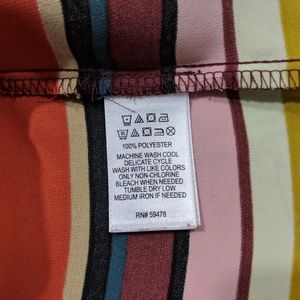 100% POLYESTER
MACHINE WASH COOL
DELICATE CYCLE
WASH WITH LIKE COLORS
ONLY NON-CHLORINE
BLEACH WHEN NEEDED
TUMBLE DRY LOW
MEDIUM IRON IF NEEDED
RN# 59478